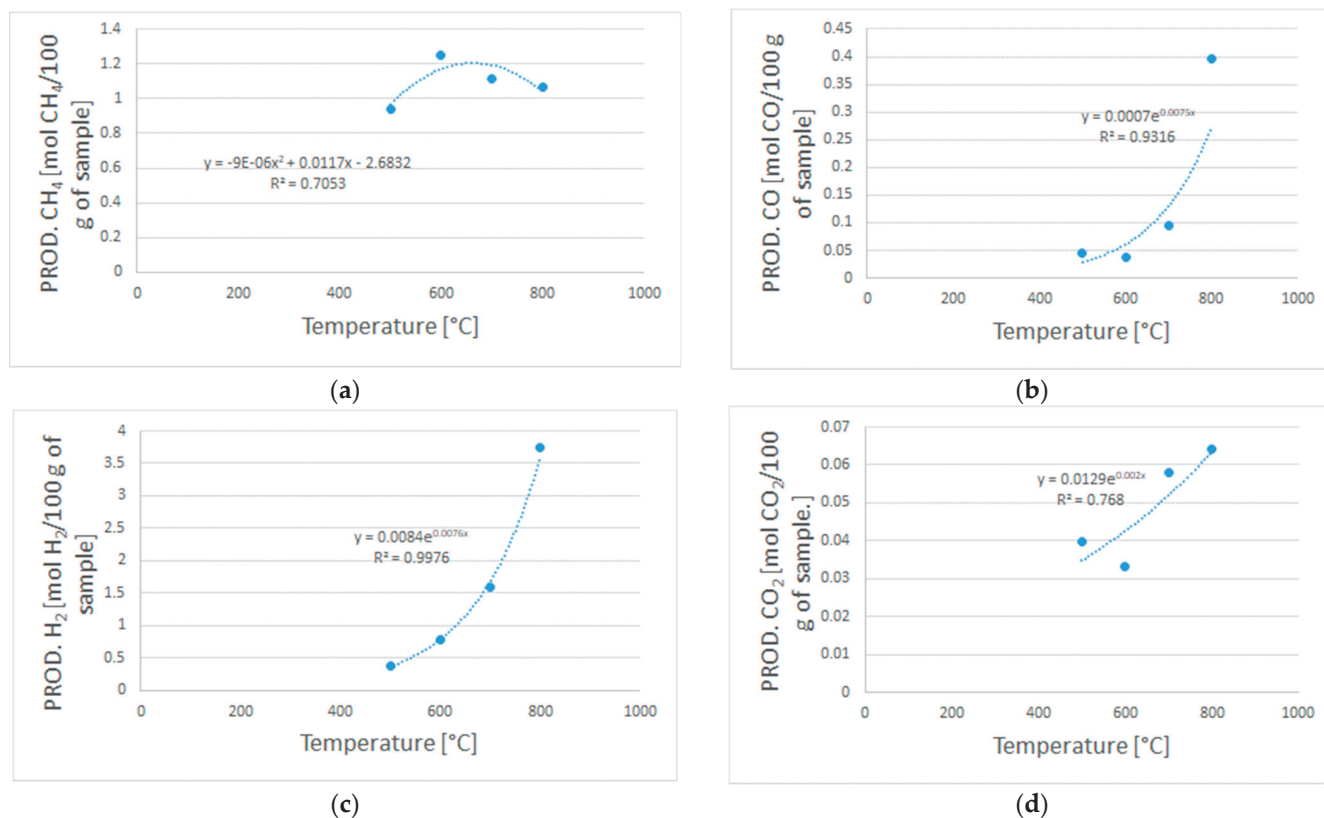 PROD. CH₄ [mol CH₄/100
g of sample]
1.4
1.2
1
0.8
0.6
0.4
0.2
0
y = -9E-06x² + 0.0117x - 2.6832
R² = 0.7053
0 200 400 600 800 1000
Temperature [°C]
(a)
PROD. CO [mol CO/100 g
of sample]
0.45
0.4
0.35
0.3
0.25
0.2
0.15
0.1
0.05
0
y = 0.0007e^0.0075x
R² = 0.9316
0 200 400 600 800 1000
Temperature [°C]
(b)
PROD. H₂ [mol H₂/100 g of
sample]
4
3.5
3
2.5
2
1.5
1
0.5
0
y = 0.0084e^0.0076x
R² = 0.9976
0 200 400 600 800 1000
Temperature [°C]
(c)
PROD. CO₂ [mol CO₂/100
g of sample.]
0.07
0.06
0.05
0.04
0.03
0.02
0.01
0
y = 0.0129e^0.002x
R² = 0.768
0 200 400 600 800 1000
Temperature [°C]
(d)